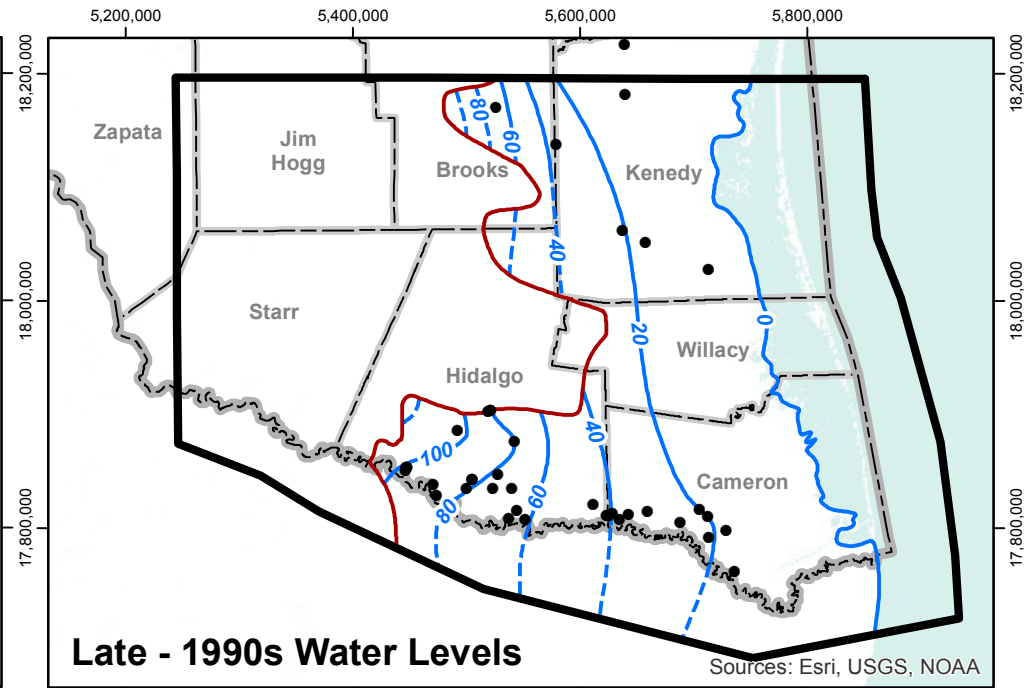 5,200,000
5,400,000
5,600,000
5,800,000
18,200,000
18,200,000
Zapata
Jim
Hogg
80
60
Brooks
Kenedy
40
18,000,000
18,000,000
Starr
20
0
Willacy
Hidalgo
40
100
Cameron
80
60
17,800,000
17,800,000
Late - 1990s Water Levels
Sources: Esri, USGS, NOAA